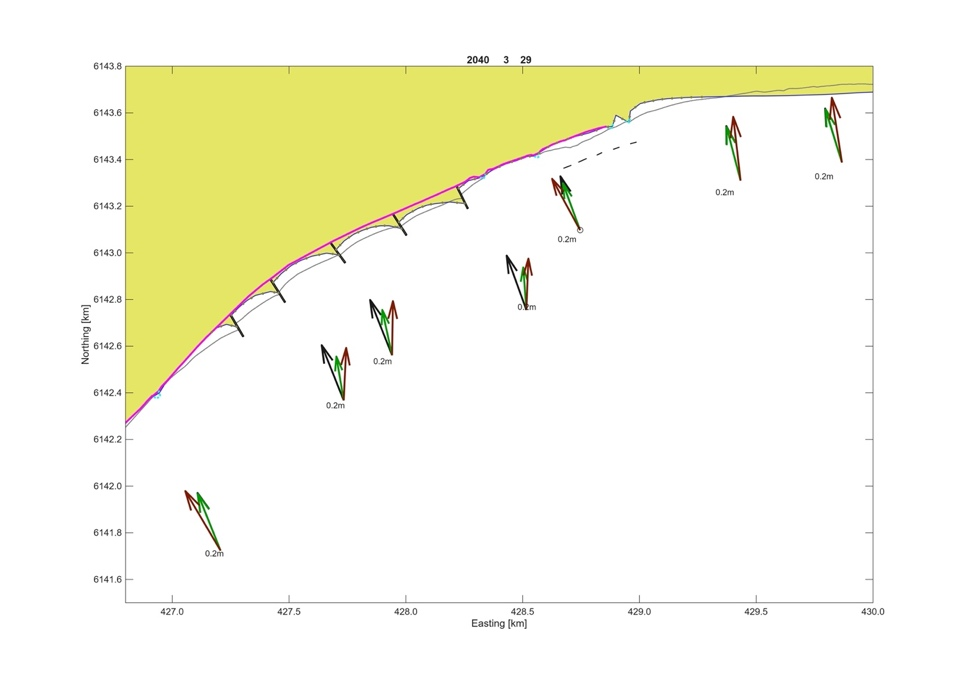 2040 3 29
6143.8
6143.6
6143.4
6143.2
6143.0
6142.8
6142.6
6142.4
6142.2
6142.0
6141.8
6141.6
Northing [km]
0.2m
0.2m
0.2m
0.2m
0.2m
0.2m
0.2m
427.0 427.5 428.0 428.5 429.0 429.5 430.0
Easting [km]